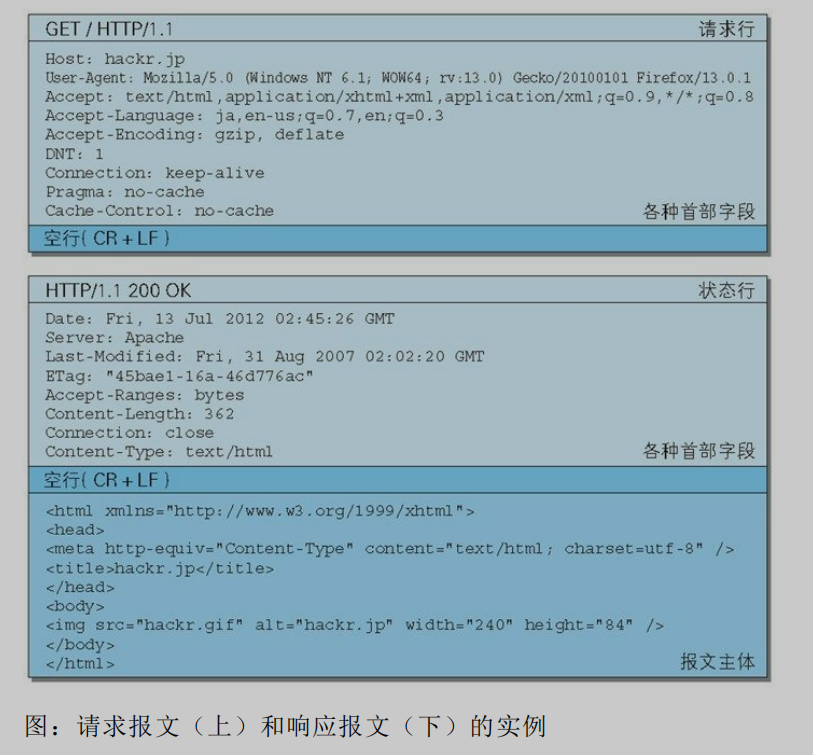 GET / HTTP/1.1 请求行
Host: hackr.jp
User-Agent: Mozilla/5.0 (Windows NT 6.1; WOW64; rv:13.0) Gecko/20100101 Firefox/13.0.1
Accept: text/html,application/xhtml+xml,application/xml;q=0.9,*/*;q=0.8
Accept-Language: ja,en-us;q=0.7,en;q=0.3
Accept-Encoding: gzip, deflate
DNT: 1
Connection: keep-alive
Pragma: no-cache
Cache-Control: no-cache 各种首部字段
空行(CR+LF)
HTTP/1.1 200 OK 状态行
Date: Fri, 13 Jul 2012 02:45:26 GMT
Server: Apache
Last-Modified: Fri, 31 Aug 2007 02:02:20 GMT
ETag: "45bae1-16a-46d776ac"
Accept-Ranges: bytes
Content-Length: 362
Connection: close
Content-Type: text/html 各种首部字段
空行(CR+LF)
<html xmlns="http://www.w3.org/1999/xhtml">
<head>
<meta http-equiv="Content-Type" content="text/html; charset=utf-8" />
<title>hackr.jp</title>
</head>
<body>
<img src="hackr.gif" alt="hackr.jp" width="240" height="84" />
</body>
</html> 报文主体
图：请求报文（上）和响应报文（下）的实例